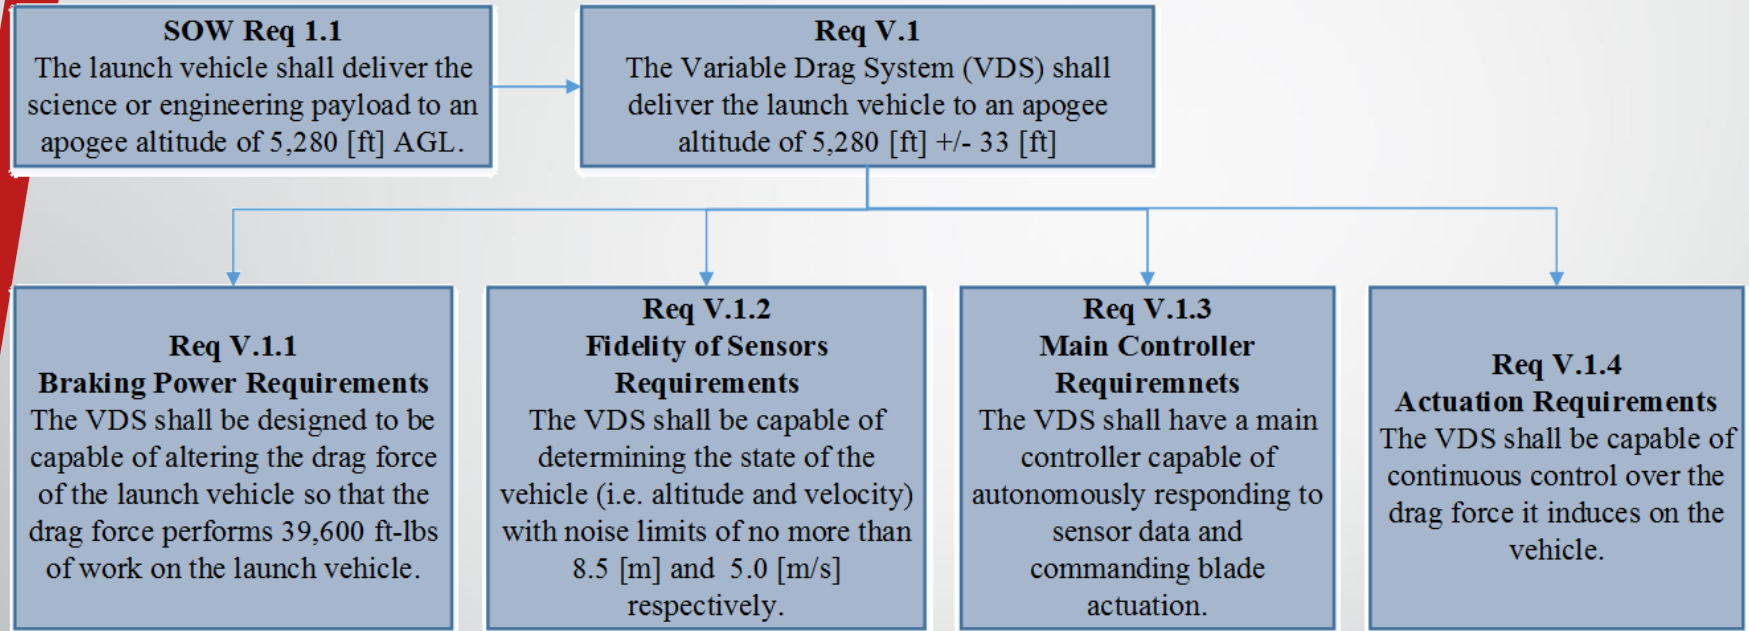 SOW Req 1.1
The launch vehicle shall deliver the
science or engineering payload to an
apogee altitude of 5,280 [ft] AGL.
Req V.1
The Variable Drag System (VDS) shall
deliver the launch vehicle to an apogee
altitude of 5,280 [ft] +/- 33 [ft]
Req V.1.1
Braking Power Requirements
The VDS shall be designed to be
capable of altering the drag force
of the launch vehicle so that the
drag force performs 39,600 ft-lbs
of work on the launch vehicle.
Req V.1.2
Fidelity of Sensors
Requirements
The VDS shall be capable of
determining the state of the
vehicle (i.e. altitude and velocity)
with noise limits of no more than
8.5 [m] and 5.0 [m/s]
respectively.
Req V.1.3
Main Controller
Requiremnets
The VDS shall have a main
controller capable of
autonomously responding to
sensor data and
commanding blade
actuation.
Req V.1.4
Actuation Requirements
The VDS shall be capable of
continuous control over the
drag force it induces on the
vehicle.